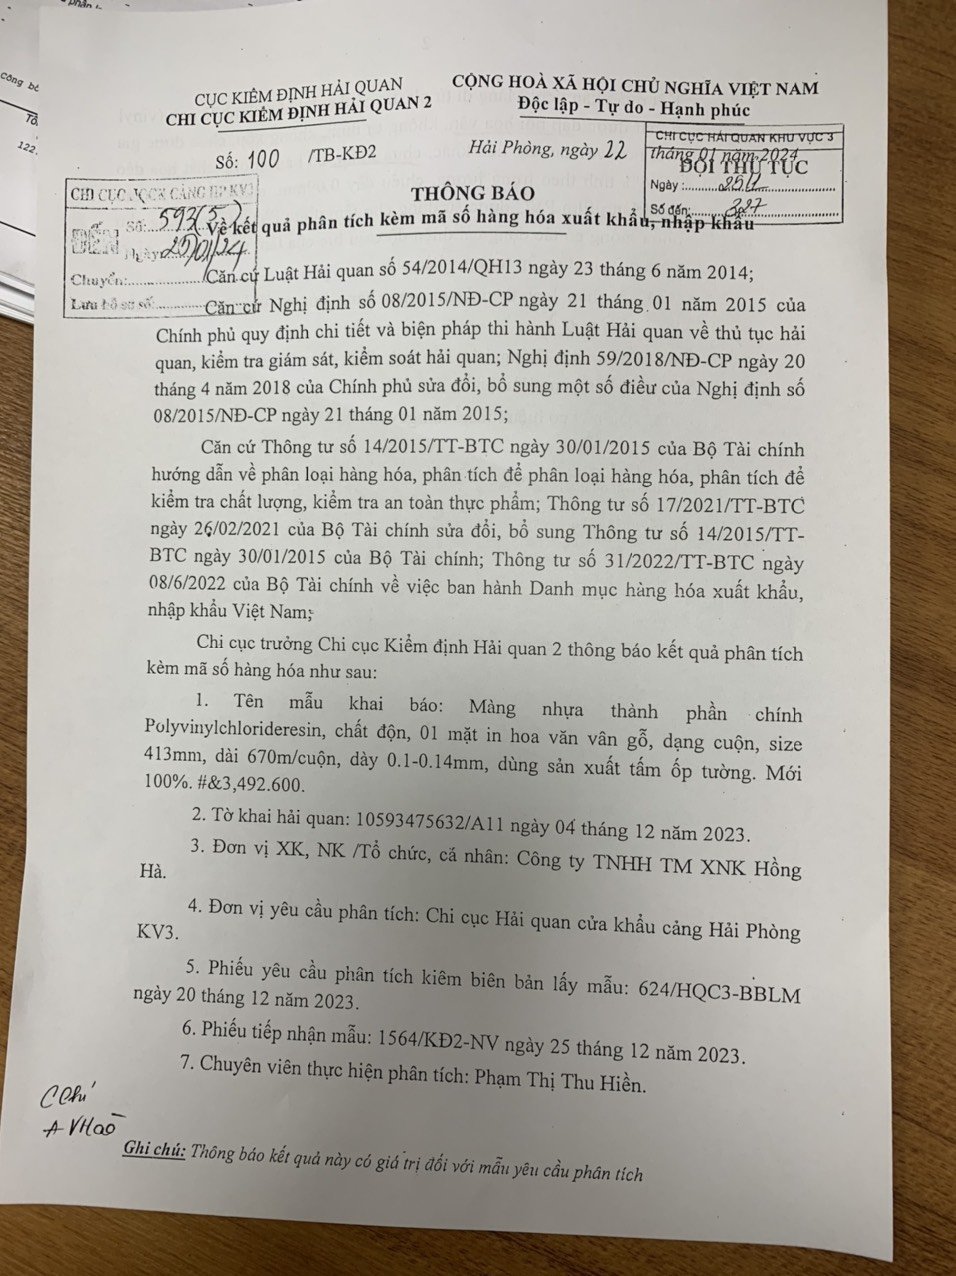 CỤC KIỂM ĐỊNH HẢI QUAN
CHI CỤC KIỂM ĐỊNH HẢI QUAN 2
CỘNG HOÀ XÃ HỘI CHỦ NGHĨA VIỆT NAM
Độc lập - Tự do - Hạnh phúc
Số: 100 /TB-KĐ2
Hải Phòng, ngày 22 tháng 01 năm 2024
CHI CỤC HẢI QUAN KHU VỰC 3
ĐỘI THỦ TỤC
Ngày :
Số đến: 327
CHI CỤC HQCK CẢNG HP KV3
ĐẾN
Số: 593(5)
Ngày 25/01/24
Chuyển:
Lưu hồ sơ số:
THÔNG BÁO
Về kết quả phân tích kèm mã số hàng hóa xuất khẩu, nhập khẩu
Căn cứ Luật Hải quan số 54/2014/QH13 ngày 23 tháng 6 năm 2014;
Căn cứ Nghị định số 08/2015/NĐ-CP ngày 21 tháng 01 năm 2015 của
Chính phủ quy định chi tiết và biện pháp thi hành Luật Hải quan về thủ tục hải
quan, kiểm tra giám sát, kiểm soát hải quan; Nghị định 59/2018/NĐ-CP ngày 20
tháng 4 năm 2018 của Chính phủ sửa đổi, bổ sung một số điều của Nghị định số
08/2015/NĐ-CP ngày 21 tháng 01 năm 2015;
Căn cứ Thông tư số 14/2015/TT-BTC ngày 30/01/2015 của Bộ Tài chính
hướng dẫn về phân loại hàng hóa, phân tích để phân loại hàng hóa, phân tích để
kiểm tra chất lượng, kiểm tra an toàn thực phẩm; Thông tư số 17/2021/TT-BTC
ngày 26/02/2021 của Bộ Tài chính sửa đổi, bổ sung Thông tư số 14/2015/TT-
BTC ngày 30/01/2015 của Bộ Tài chính; Thông tư số 31/2022/TT-BTC ngày
08/6/2022 của Bộ Tài chính về việc ban hành Danh mục hàng hóa xuất khẩu,
nhập khẩu Việt Nam;
Chi cục trưởng Chi cục Kiểm định Hải quan 2 thông báo kết quả phân tích
kèm mã số hàng hóa như sau:
1. Tên mẫu khai báo: Màng nhựa thành phần chính
Polyvinylchlorideresin, chất độn, 01 mặt in hoa văn vân gỗ, dạng cuộn, size
413mm, dài 670m/cuộn, dày 0.1-0.14mm, dùng sản xuất tấm ốp tường. Mới
100%. #&3,492.600.
2. Tờ khai hải quan: 10593475632/A11 ngày 04 tháng 12 năm 2023.
3. Đơn vị XK, NK /Tổ chức, cá nhân: Công ty TNHH TM XNK Hồng
Hà.
4. Đơn vị yêu cầu phân tích: Chi cục Hải quan cửa khẩu cảng Hải Phòng
KV3.
5. Phiếu yêu cầu phân tích kiêm biên bản lấy mẫu: 624/HQC3-BBLM
ngày 20 tháng 12 năm 2023.
6. Phiếu tiếp nhận mẫu: 1564/KĐ2-NV ngày 25 tháng 12 năm 2023.
7. Chuyên viên thực hiện phân tích: Phạm Thị Thu Hiền.
Ghi chú: Thông báo kết quả này có giá trị đối với mẫu yêu cầu phân tích